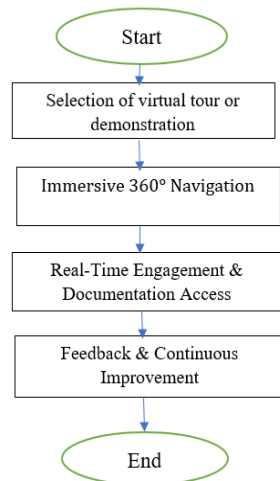 Start
Selection of virtual tour or
demonstration
Immersive 360° Navigation
Real-Time Engagement &
Documentation Access
Feedback & Continuous
Improvement
End